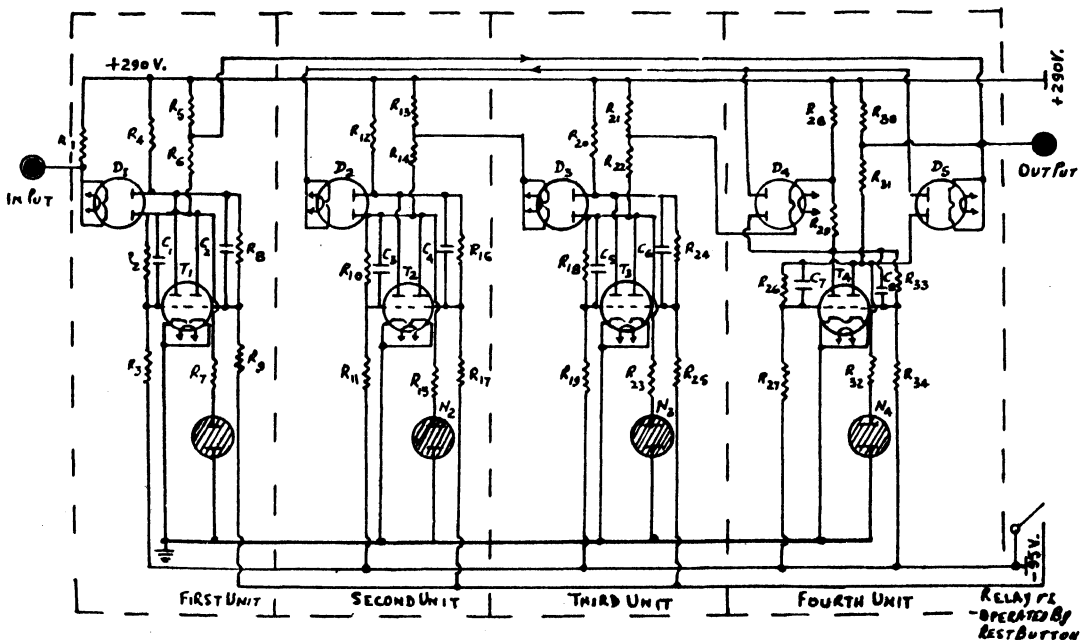 +290V.
+290V.
INPUT
OUTPUT
R1
R4
R5
R6
D1
C1
C2
R8
T1
R3
R7
R9
R12
R13
R14
D2
R10
C3
C4
R16
T2
R11
R15
R17
N2
R20
R21
R22
D3
R18
C5
C6
R24
T3
R19
R23
R25
N3
R28
R30
R31
D4
D5
R29
R26
C7
T4
R33
R27
R32
R34
N4
-95V.
FIRST UNIT
SECOND UNIT
THIRD UNIT
FOURTH UNIT
RELAY
OPERATED BY
REST BUTTON